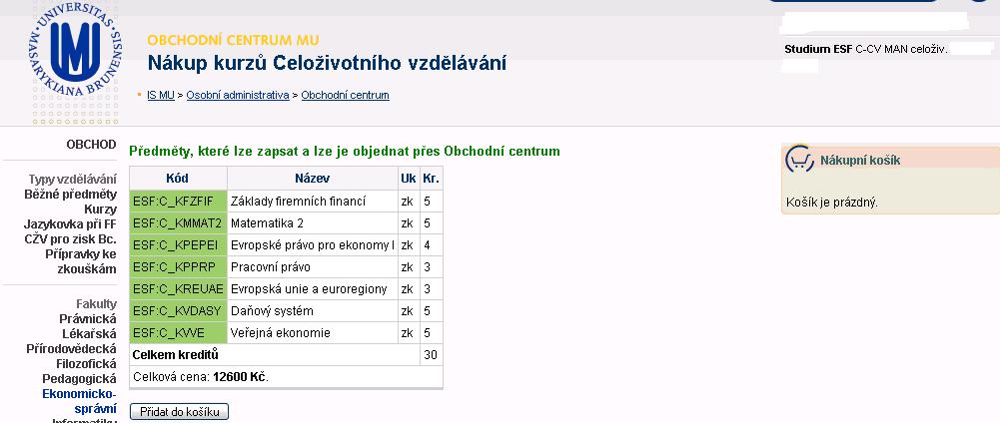 UNIVERSITAS
MASARYKIANA BRUNENSIS
OBCHODNÍ CENTRUM MU
Nákup kurzů Celoživotního vzdělávání
IS MU > Osobní administrativa > Obchodní centrum
Studium ESF C-CV MAN celoživ.
OBCHOD
Typy vzdělávání
Běžné předměty
Kurzy
Jazykovka při FF
CŽV pro zisk Bc.
Přípravky ke
zkouškám
Fakulty
Právnická
Lékařská
Přírodovědecká
Filozofická
Pedagogická
Ekonomicko-
správní
Informatiky
Předměty, které lze zapsat a lze je objednat přes Obchodní centrum
Kód Název Uk Kr.
ESF:C_KFZFIF Základy firemních financí zk 5
ESF:C_KMMAT2 Matematika 2 zk 5
ESF:C_KPEPEI Evropské právo pro ekonomy I zk 4
ESF:C_KPPRP Pracovní právo zk 3
ESF:C_KREUAE Evropská unie a euroregiony zk 3
ESF:C_KVDASY Daňový systém zk 5
ESF:C_KVVE Veřejná ekonomie zk 5
Celkem kreditů 30
Celková cena: 12600 Kč.
Přidat do košíku
Nákupní košík
Košík je prázdný.